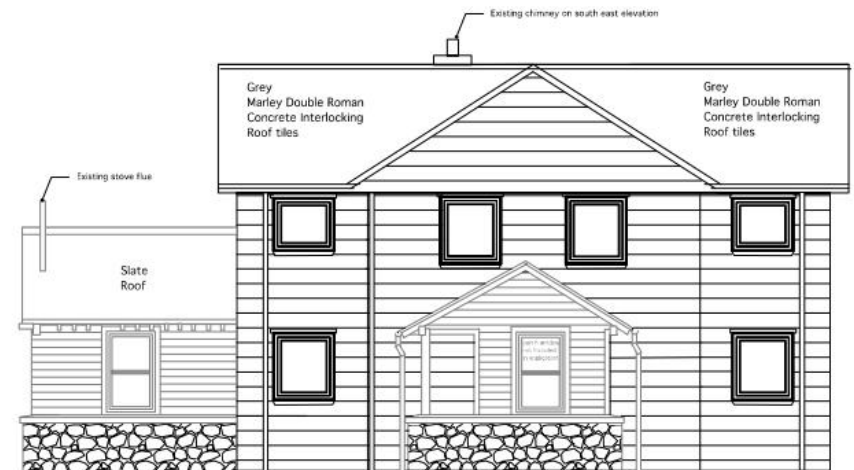 Existing chimney on south east elevation
Grey
Marley Double Roman
Concrete Interlocking
Roof tiles
Grey
Marley Double Roman
Concrete Interlocking
Roof tiles
Existing stove flue
Slate
Roof